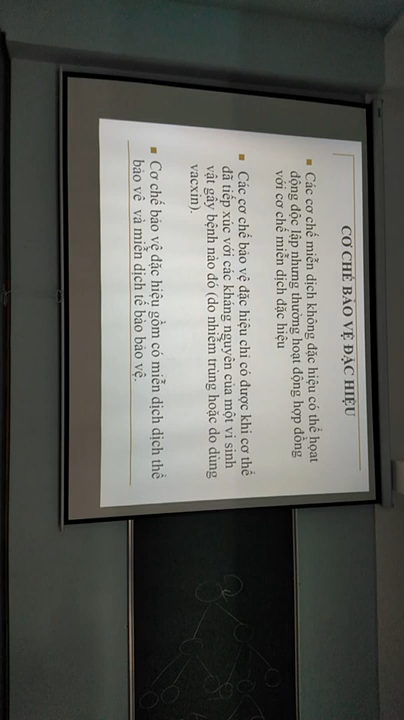 CƠ CHẾ BẢO VỆ ĐẶC HIỆU
Các cơ chế miễn dịch không đặc hiệu có thể hoạt
động độc lập nhưng thường hoạt động hợp đồng
với cơ chế miễn dịch đặc hiệu
Các cơ chế bảo vệ đặc hiệu chỉ có được khi cơ thể
đã tiếp xúc với các kháng nguyên của một vi sinh
vật gây bệnh nào đó (do nhiễm trùng hoặc do dùng
vacxin).
Cơ chế bảo vệ đặc hiệu gồm có miễn dịch dịch thể
bảo vệ và miễn dịch tế bào bảo vệ.